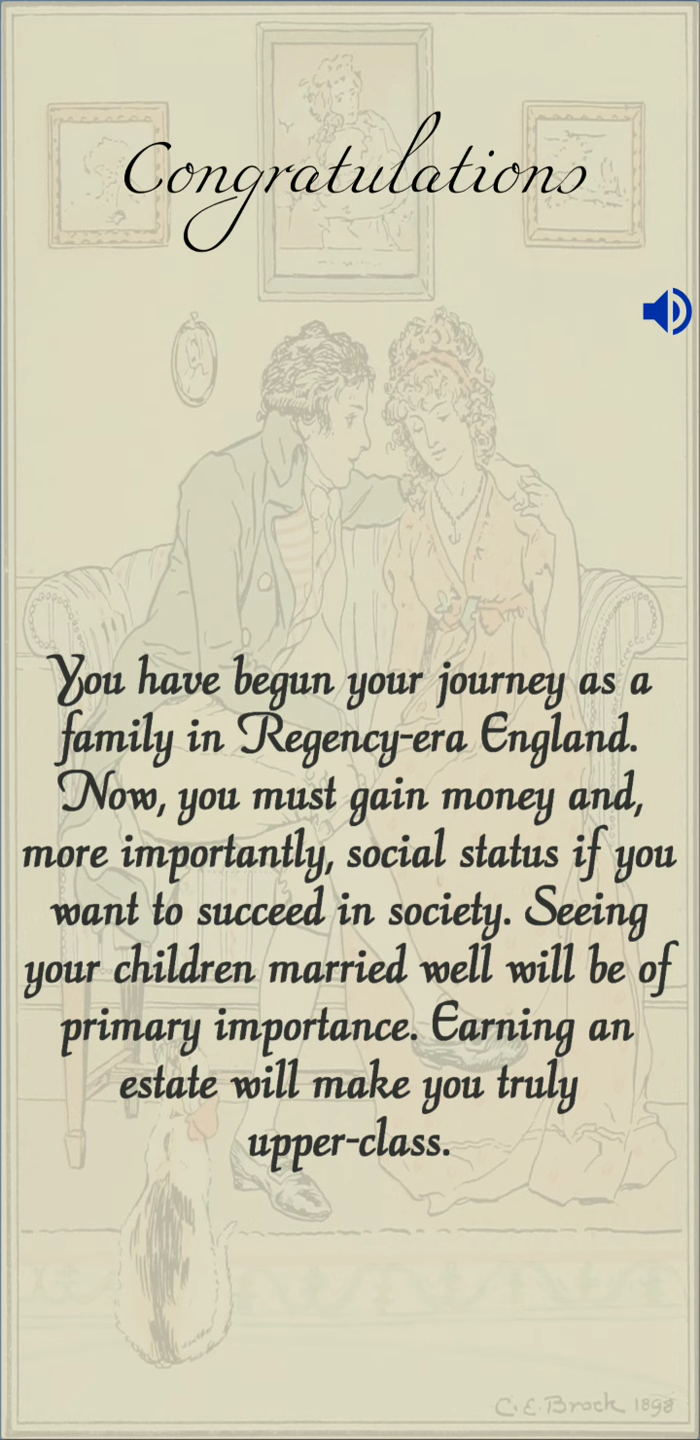 Congratulations
You have begun your journey as a
family in Regency-era England.
Now, you must gain money and,
more importantly, social status if you
want to succeed in society. Seeing
your children married well will be of
primary importance. Earning an
estate will make you truly
upper-class.
C. E. Brock 1898